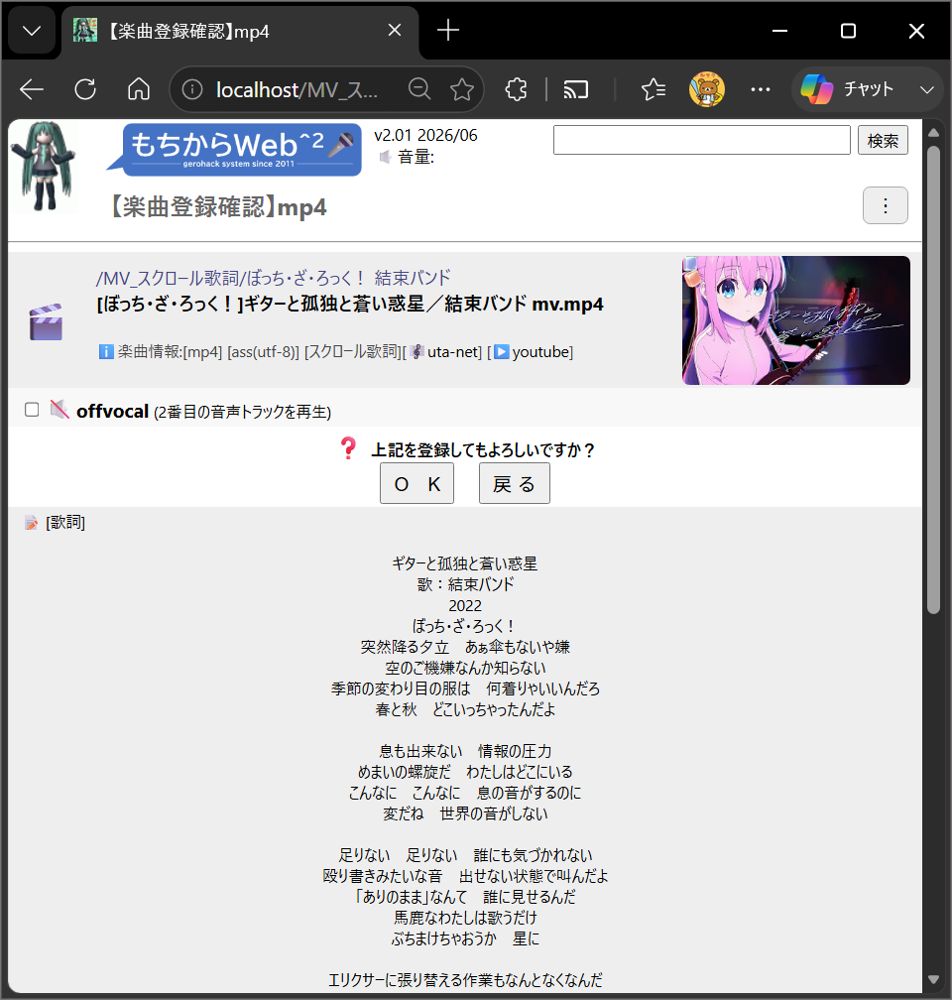 【楽曲登録確認】mp4
localhost/MV_ス...
チャット
もちからWeb^2
gerohack system since 2011
v2.01 2026/06
音量:
検索
【楽曲登録確認】mp4
⋮
/MV_スクロール歌詞/ぼっち・ざ・ろっく！ 結束バンド
[ぼっち・ざ・ろっく！]ギターと孤独と蒼い惑星／結束バンド mv.mp4
楽曲情報:[mp4] [ass(utf-8)] [スクロール歌詞][uta-net] [youtube]
ギターと孤独と蒼い惑星
offvocal (2番目の音声トラックを再生)
❓ 上記を登録してもよろしいですか？
Ｏ Ｋ 戻 る
[歌詞]
ギターと孤独と蒼い惑星
歌：結束バンド
2022
ぼっち・ざ・ろっく！
突然降る夕立　あぁ傘もないや嫌
空のご機嫌なんか知らない
季節の変わり目の服は　何着りゃいいんだろ
春と秋　どこいっちゃったんだよ
息も出来ない　情報の圧力
めまいの螺旋だ　わたしはどこにいる
こんなに　こんなに　息の音がするのに
変だね　世界の音がしない
足りない　足りない　誰にも気づかれない
殴り書きみたいな音　出せない状態で叫んだよ
「ありのまま」なんて　誰に見せるんだ
馬鹿なわたしは歌うだけ
ぶちまけちゃおうか　星に
エリクサーに張り替える作業もなんとなくなんだ